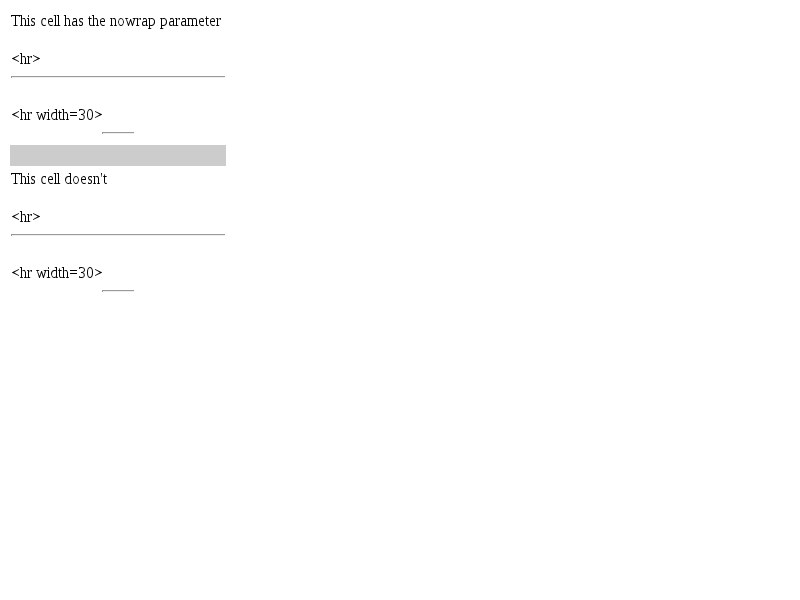 This cell has the nowrap parameter
<hr>
<hr width=30>
This cell doesn't
<hr>
<hr width=30>